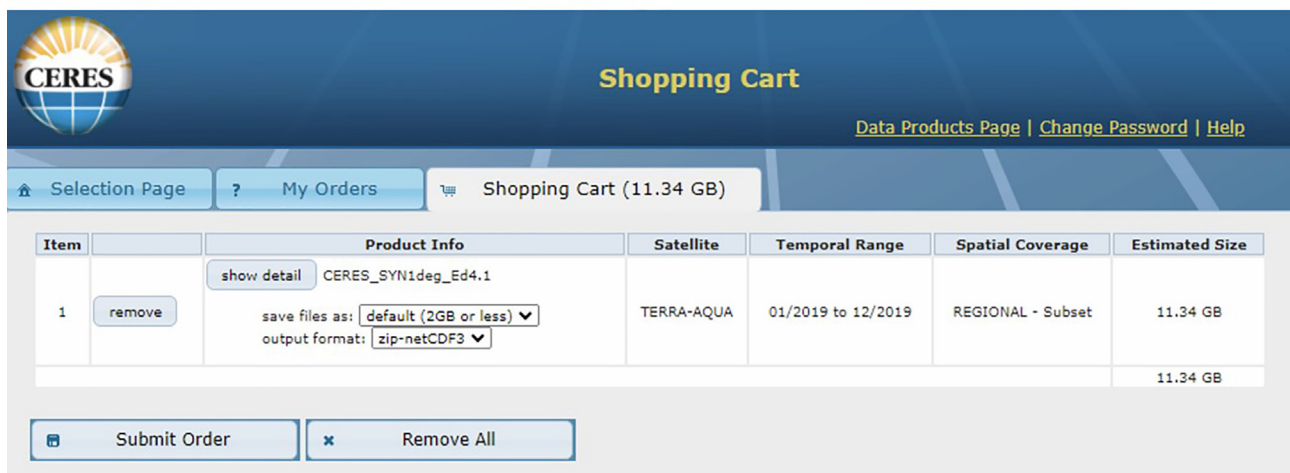 CERES
Shopping Cart
Data Products Page | Change Password | Help
Selection Page
? My Orders
Shopping Cart (11.34 GB)
Item Product Info Satellite Temporal Range Spatial Coverage Estimated Size
show detail CERES_SYN1deg_Ed4.1
1 remove save files as: default (2GB or less) TERRA-AQUA 01/2019 to 12/2019 REGIONAL - Subset 11.34 GB
output format: zip-netCDF3
11.34 GB
Submit Order
Remove All